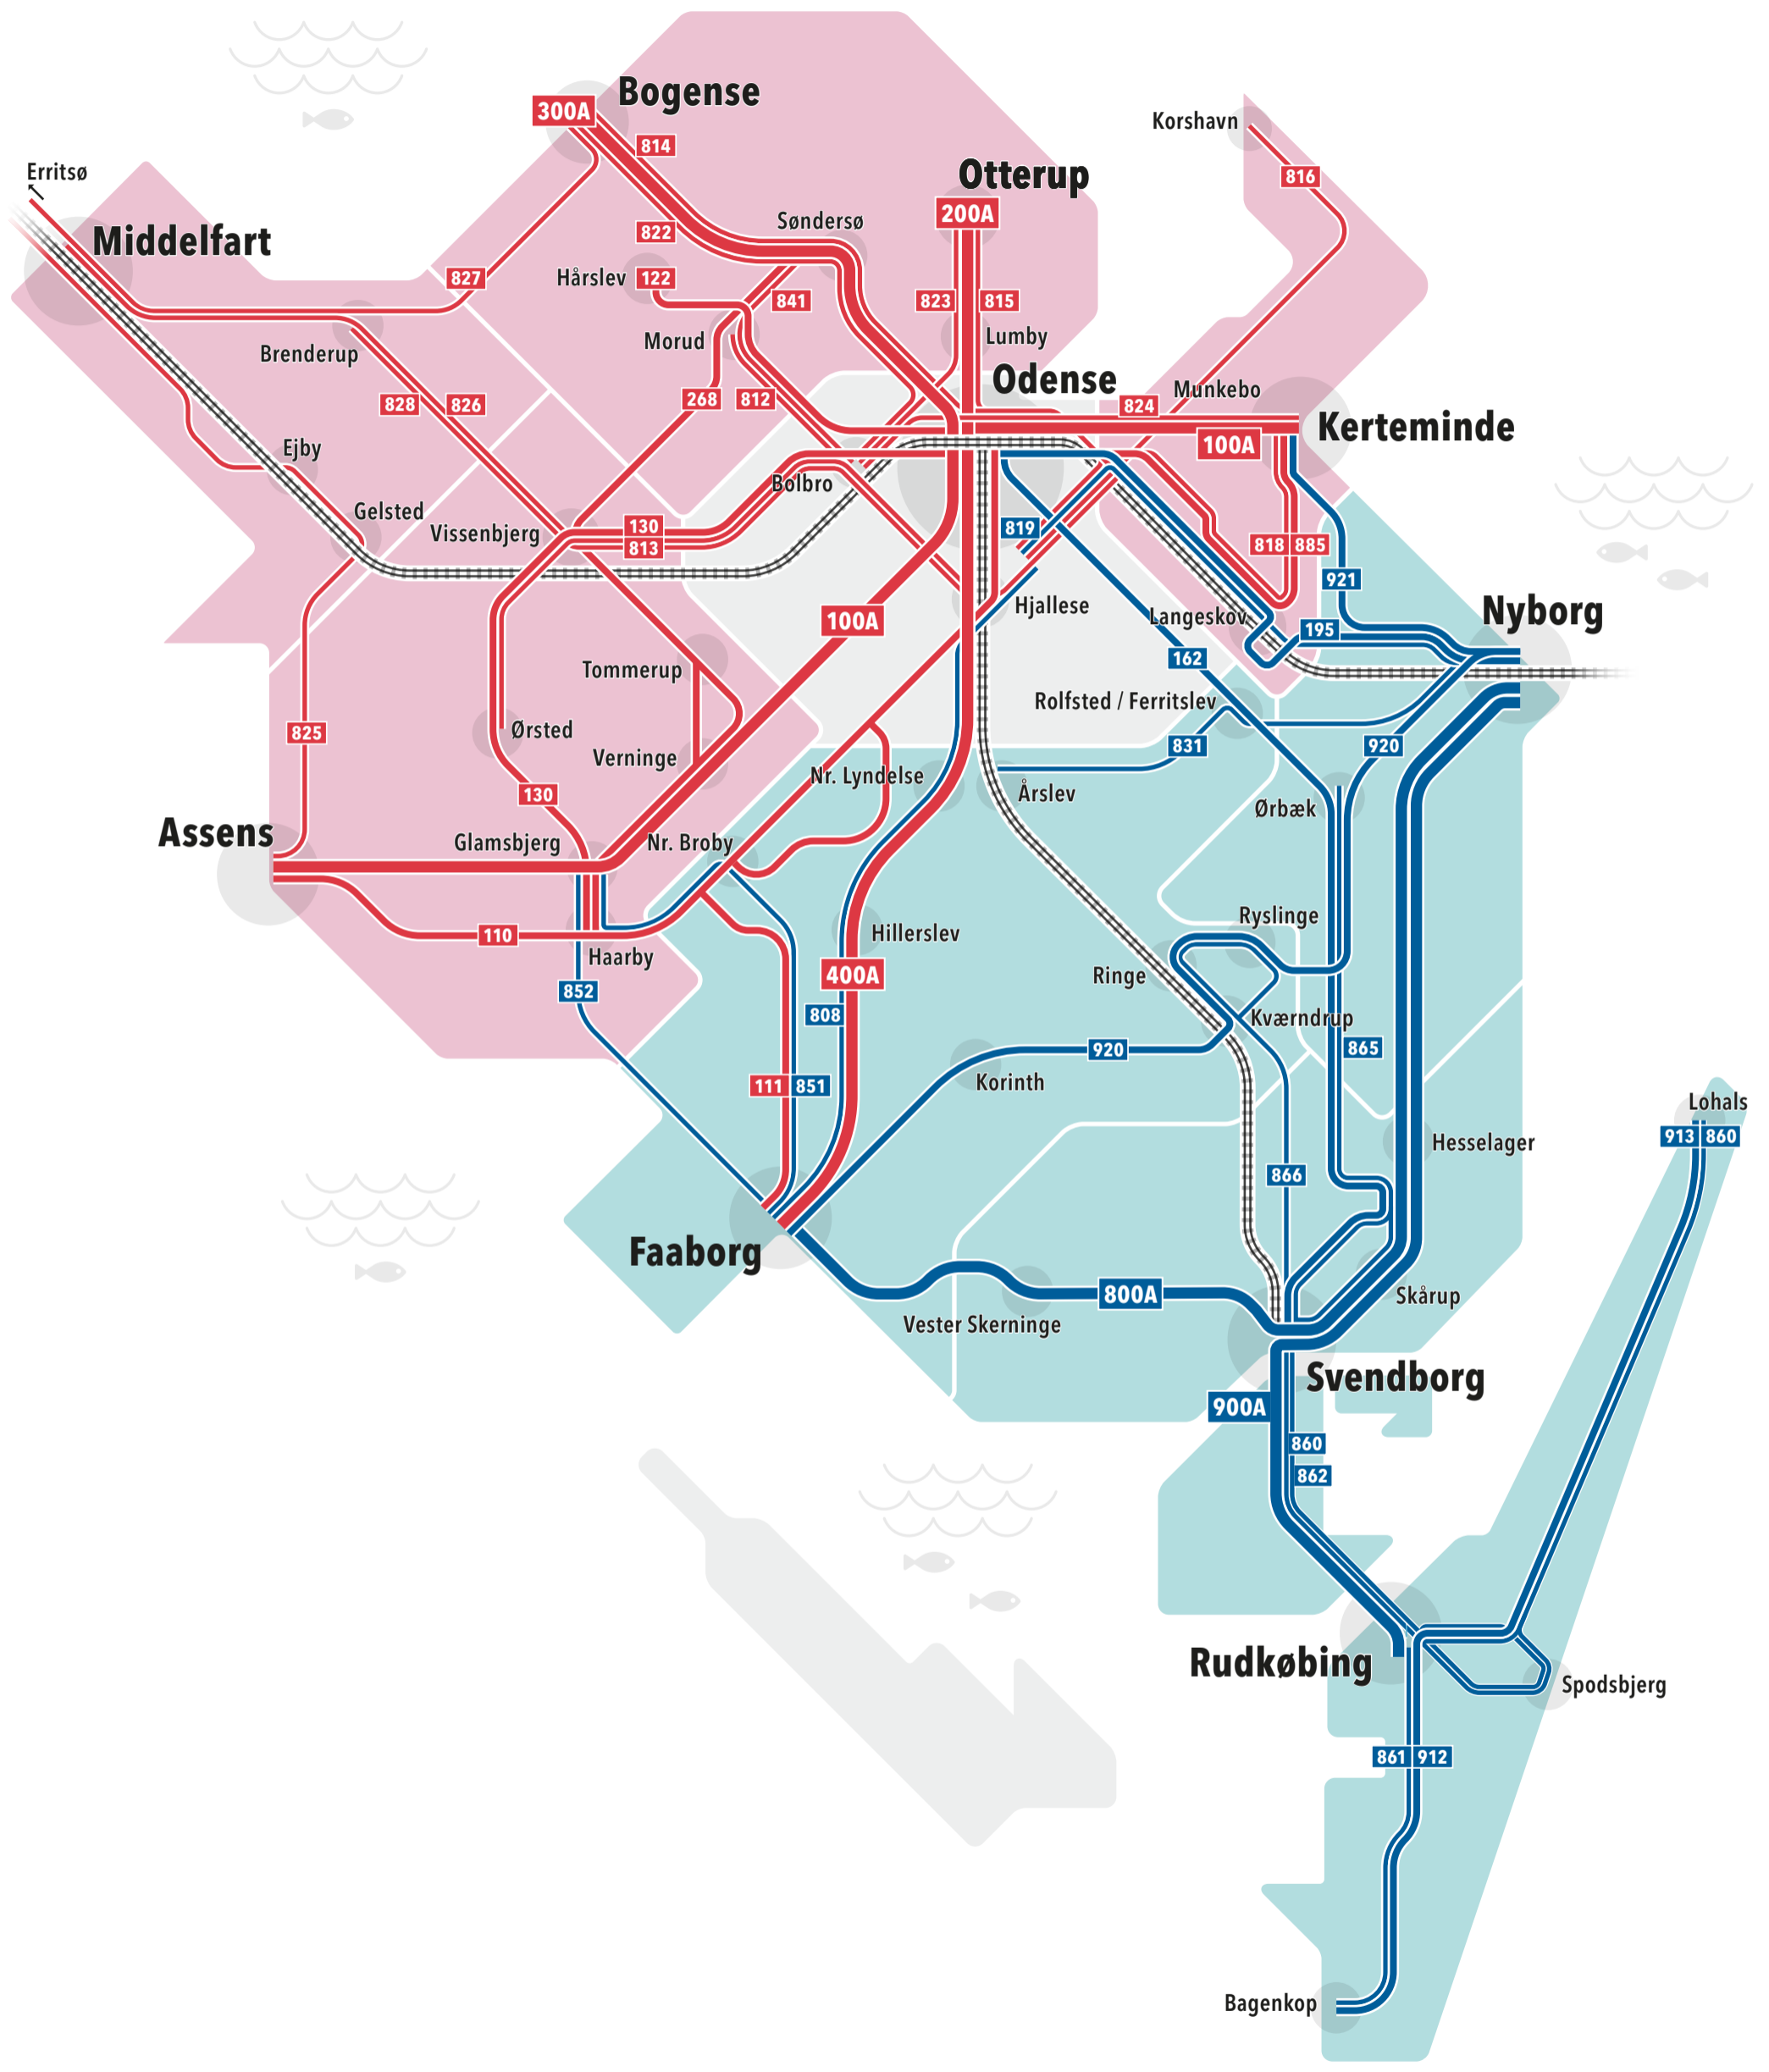 Bogense
300A
Korshavn
814
Erritsø
Otterup
816
200A
Søndersø
822
Middelfart
Hårslev
122
827
841
823
815
Morud
Lumby
Brenderup
Odense
Munkebo
828
826
268
812
824
Kerteminde
100A
Ejby
Bolbro
Gelsted
Vissenbjerg
130
819
813
818
885
921
Hjallese
Nyborg
Langeskov
100A
195
162
Tommerup
Rolfsted / Ferritslev
825
Ørsted
831
920
Verninge
Nr. Lyndelse
130
Årslev
Ørbæk
Assens
Glamsbjerg
Nr. Broby
Ryslinge
110
Hillerslev
Haarby
400A
Ringe
852
808
Kværndrup
920
865
Korinth
111
851
Lohals
913
860
Hesselager
866
Faaborg
800A
Skårup
Vester Skerninge
Svendborg
900A
860
862
Rudkøbing
Spodsbjerg
861
912
Bagenkop